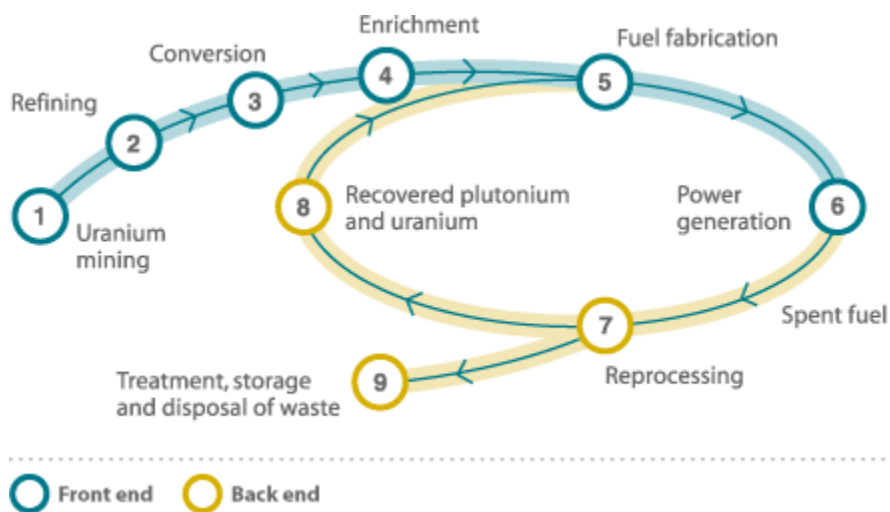 Enrichment
Conversion
Fuel fabrication
4
5
3
Refining
2
1
Uranium
mining
8
Recovered plutonium
and uranium
Power
generation
6
Spent fuel
7
Reprocessing
9
Treatment, storage
and disposal of waste
Front end
Back end